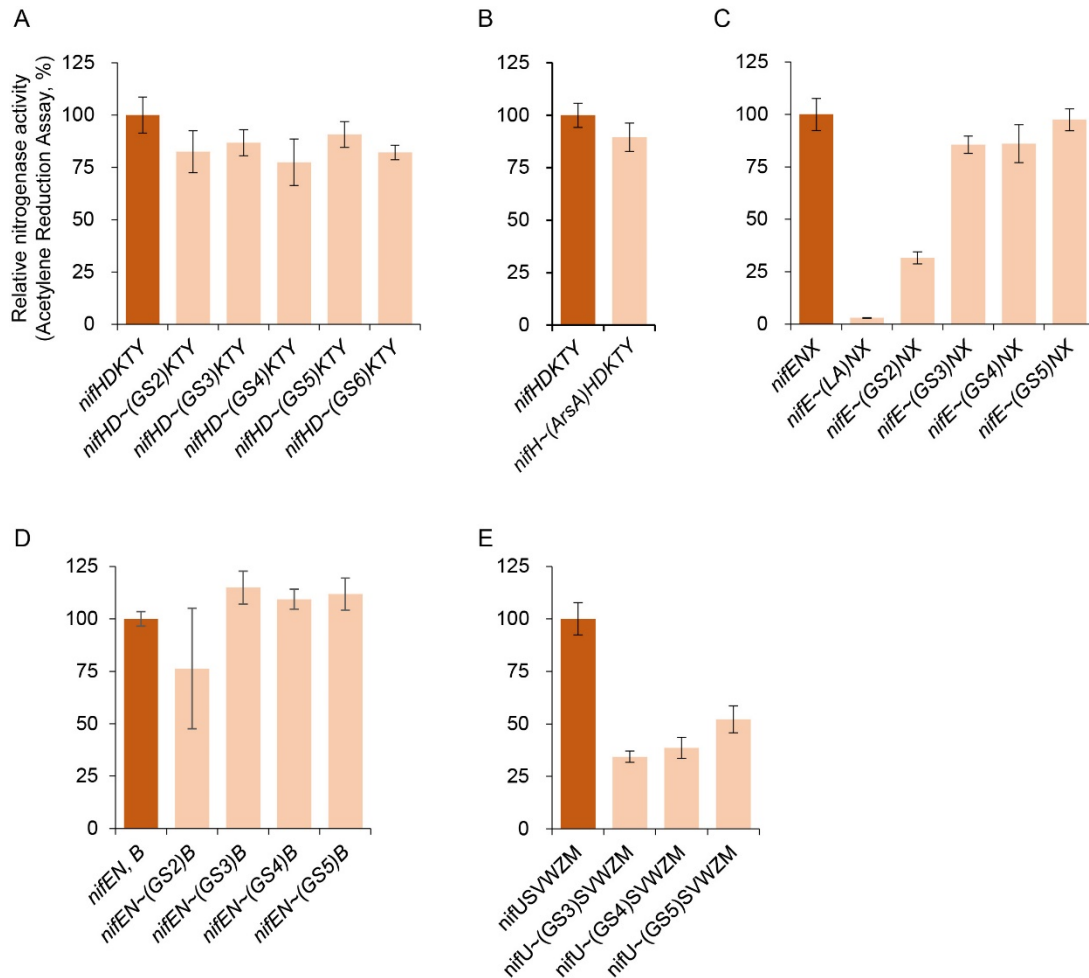 A
Relative nitrogenase activity
(Acetylene Reduction Assay, %)
125
100
75
50
25
0
nifHDKTY
nifHD~(GS2)KTY
nifHD~(GS3)KTY
nifHD~(GS4)KTY
nifHD~(GS5)KTY
nifHD~(GS6)KTY
B
125
100
75
50
25
0
nifHDKTY
nifH~(ArsA)HDKTY
C
125
100
75
50
25
0
nifENX
nifE~(LA)NX
nifE~(GS2)NX
nifE~(GS3)NX
nifE~(GS4)NX
nifE~(GS5)NX
D
125
100
75
50
25
0
nifEN, B
nifEN~(GS2)B
nifEN~(GS3)B
nifEN~(GS4)B
nifEN~(GS5)B
E
125
100
75
50
25
0
nifUSVWZM
nifU~(GS3)SVWZM
nifU~(GS4)SVWZM
nifU~(GS5)SVWZM